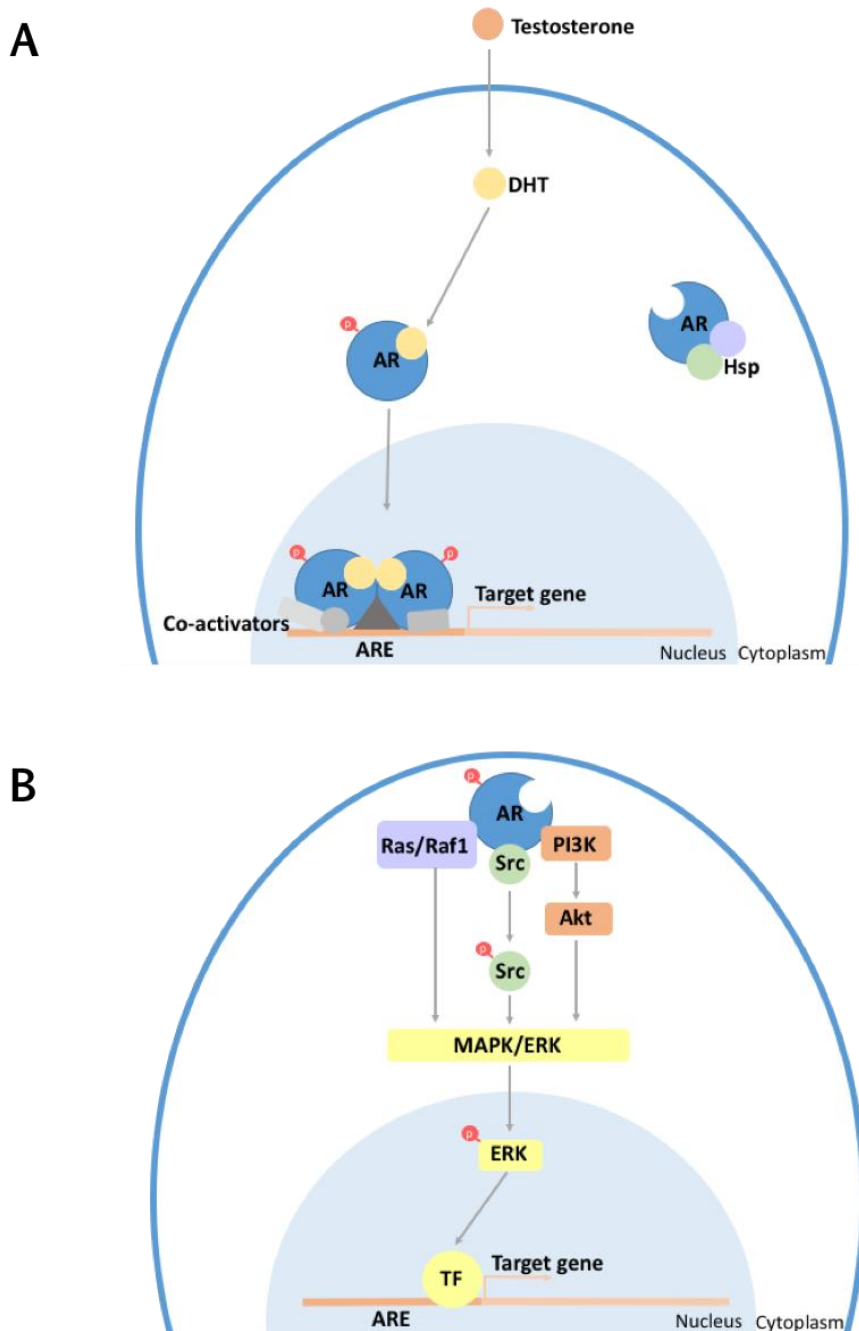 A
Testosterone
DHT
p
AR
AR
Hsp
p
p
AR
AR
Target gene
Co-activators
ARE
Nucleus
Cytoplasm
B
p
AR
Ras/Raf1
PI3K
Src
Akt
p
Src
MAPK/ERK
p
ERK
Target gene
TF
ARE
Nucleus
Cytoplasm